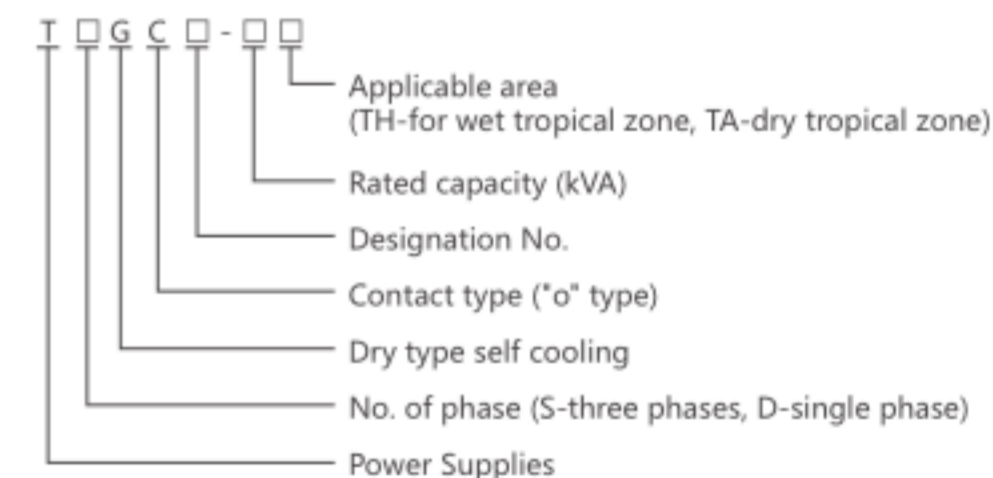 T □ G C □ - □ □
Applicable area
(TH-for wet tropical zone, TA-dry tropical zone)
Rated capacity (kVA)
Designation No.
Contact type ("o" type)
Dry type self cooling
No. of phase (S-three phases, D-single phase)
Power Supplies